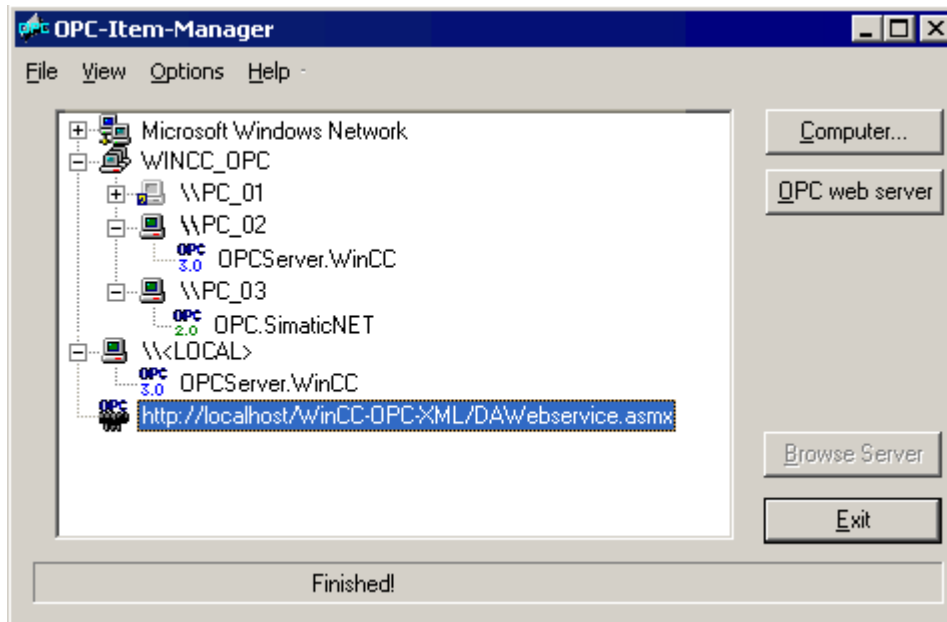 OPC-Item-Manager
File View Options Help
Microsoft Windows Network
WINCC_OPC
\\PC_01
\\PC_02
OPC 3.0 OPCServer.WinCC
\\PC_03
OPC 2.0 OPC.SimaticNET
\\<LOCAL>
OPC 3.0 OPCServer.WinCC
http://localhost/WinCC-OPC-XML/DAWebservice.asmx
Computer...
OPC web server
Browse Server
Exit
Finished!